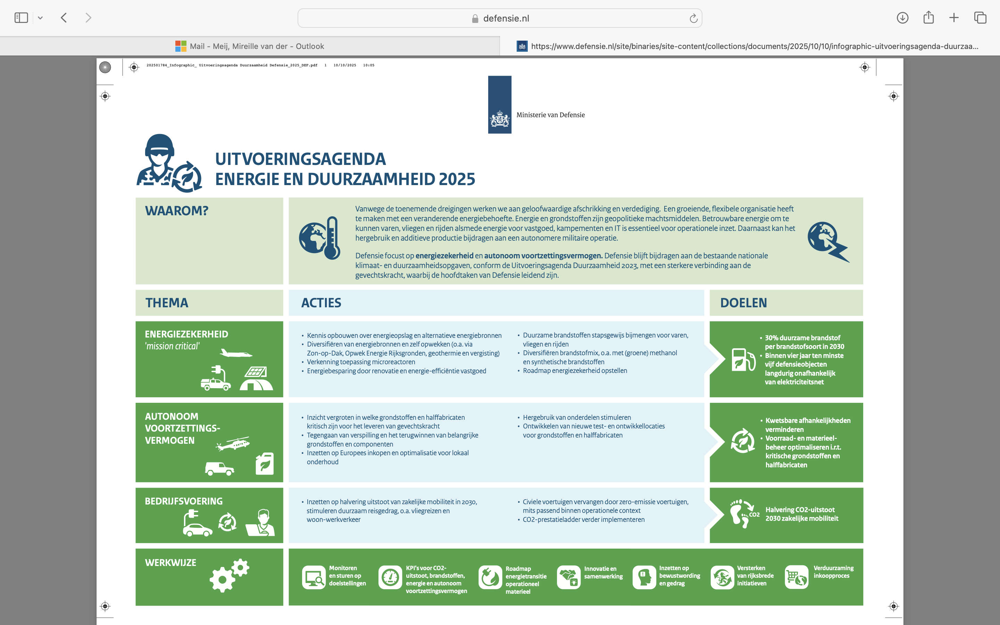 defensie.nl
Mail - Meij, Mireille van der - Outlook
https://www.defensie.nl/site/binaries/site-content/collections/documents/2025/10/10/infographic-uitvoeringsagenda-duurzaa...
202501784_Infographic_ Uitvoeringsagenda Duurzaamheid Defensie_2025_DEF.pdf 1 10/10/2025 10:05
Ministerie van Defensie
UITVOERINGSAGENDA
ENERGIE EN DUURZAAMHEID 2025
WAAROM?
Vanwege de toenemende dreigingen werken we aan geloofwaardige afschrikking en verdediging. Een groeiende, flexibele organisatie heeft
te maken met een veranderende energiebehoefte. Energie en grondstoffen zijn geopolitieke machtsmiddelen. Betrouwbare energie om te
kunnen varen, vliegen en rijden alsmede energie voor vastgoed, kampementen en IT is essentieel voor operationele inzet. Daarnaast kan het
hergebruik en additieve productie bijdragen aan een autonomere militaire operatie.
Defensie focust op energiezekerheid en autonoom voortzettingsvermogen. Defensie blijft bijdragen aan de bestaande nationale
klimaat- en duurzaamheidsopgaven, conform de Uitvoeringsagenda Duurzaamheid 2023, met een sterkere verbinding aan de
gevechtskracht, waarbij de hoofdtaken van Defensie leidend zijn.
THEMA
ACTIES
DOELEN
ENERGIEZEKERHEID
'mission critical'
• Kennis opbouwen over energieopslag en alternatieve energiebronnen
• Diversifiëren van energiebronnen en zelf opwekken (o.a. via
Zon-op-Dak, Opwek Energie Rijksgronden, geothermie en vergisting)
• Verkenning toepassing microreactoren
• Energiebesparing door renovatie en energie-efficiëntie vastgoed
• Duurzame brandstoffen stapsgewijs bijmengen voor varen,
vliegen en rijden
• Diversifiëren brandstofmix, o.a. met (groene) methanol
en synthetische brandstoffen
• Roadmap energiezekerheid opstellen
• 30% duurzame brandstof
per brandstofsoort in 2030
• Binnen vier jaar ten minste
vijf defensieobjecten
langdurig onafhankelijk
van elektriciteitsnet
AUTONOOM
VOORTZETTINGS-
VERMOGEN
• Inzicht vergroten in welke grondstoffen en halffabricaten
kritisch zijn voor het leveren van gevechtskracht
• Tegengaan van verspilling en het terugwinnen van belangrijke
grondstoffen en componenten
• Inzetten op Europees inkopen en optimalisatie voor lokaal
onderhoud
• Hergebruik van onderdelen stimuleren
• Ontwikkelen van nieuwe test- en ontwikkellocaties
voor grondstoffen en halffabricaten
• Kwetsbare afhankelijkheden
verminderen
• Voorraad- en materieel-
beheer optimaliseren i.r.t.
kritische grondstoffen en
halffabricaten
BEDRIJFSVOERING
• Inzetten op halvering uitstoot van zakelijke mobiliteit in 2030,
stimuleren duurzaam reisgedrag, o.a. vliegreizen en
woon-werkverkeer
• Civiele voertuigen vervangen door zero-emissie voertuigen,
mits passend binnen operationele context
• CO2-prestatieladder verder implementeren
CO2
Halvering CO2-uitstoot
2030 zakelijke mobiliteit
WERKWIJZE
Monitoren
en sturen op
doelstellingen
KPI's voor CO2-
uitstoot, brandstoffen,
energie en autonoom
voortzettingsvermogen
Roadmap
energietransitie
operationeel
materieel
Innovatie en
samenwerking
Inzetten op
bewustwording
en gedrag
Versterken
van rijksbrede
initiatieven
Verduurzaming
inkoopproces